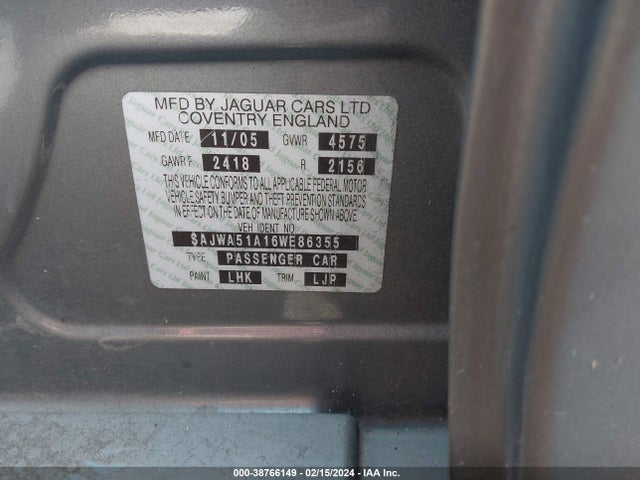 MFD BY JAGUAR CARS LTD
COVENTRY ENGLAND
MFD DATE 11/05 GVWR 4575
GAWR F 2418 R 2156
THIS VEHICLE CONFORMS TO ALL APPLICABLE FEDERAL MOTOR
VEHICLE SAFETY BUMPER AND THEFT PREVENTION STANDARDS
IN EFFECT ON THE DATE OF MANUFACTURE SHOWN ABOVE.
VEH IDENT NO
SAJWA51A16WE86355
TYPE PASSENGER CAR
PAINT LHK TRIM LJP
000-38766149 - 02/15/2024 - IAA Inc.